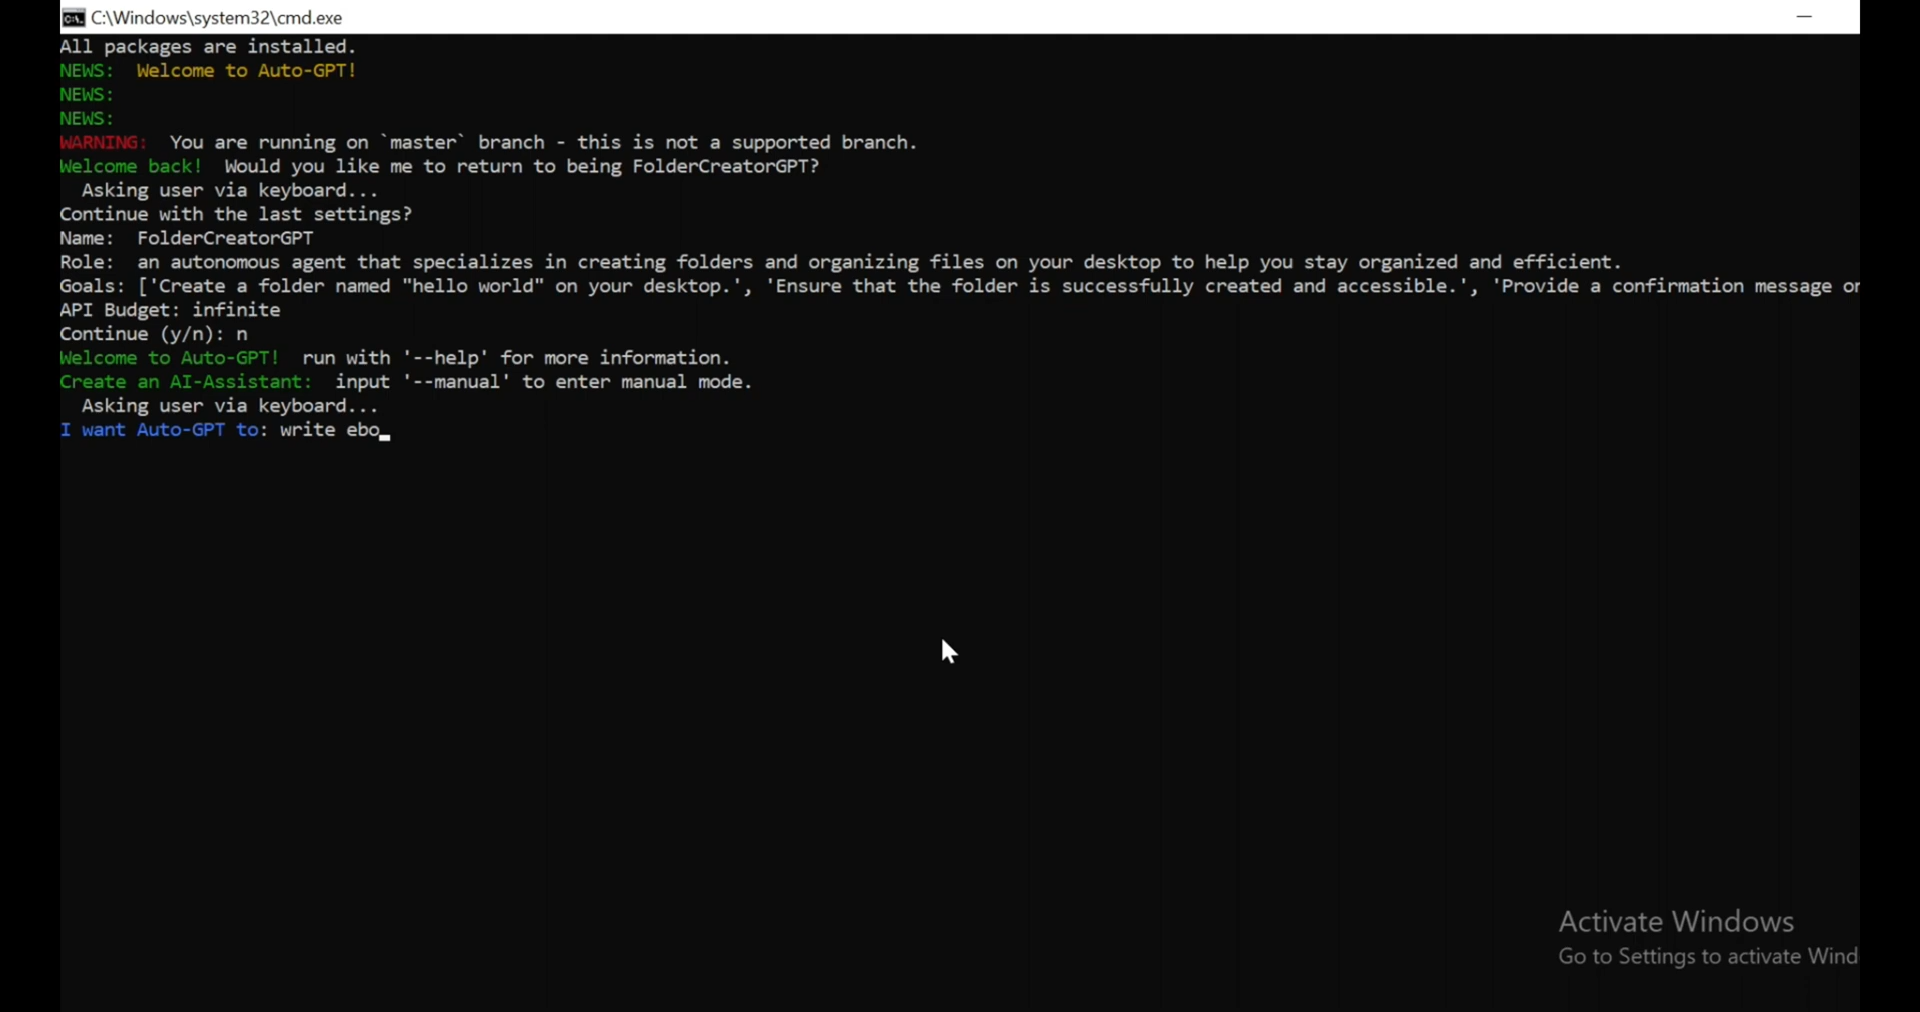 C:\Windows\system32\cmd.exe
All packages are installed.
NEWS:  Welcome to Auto-GPT!
NEWS:
NEWS:
WARNING:  You are running on `master` branch - this is not a supported branch.
Welcome back!  Would you like me to return to being FolderCreatorGPT?
Asking user via keyboard...
Continue with the last settings?
Name:  FolderCreatorGPT
Role:  an autonomous agent that specializes in creating folders and organizing files on your desktop to help you stay organized and efficient.
Goals: ['Create a folder named "hello world" on your desktop.', 'Ensure that the folder is successfully created and accessible.', 'Provide a confirmation message or
API Budget: infinite
Continue (y/n): n
Welcome to Auto-GPT!  run with '--help' for more information.
Create an AI-Assistant:  input '--manual' to enter manual mode.
Asking user via keyboard...
I want Auto-GPT to: write ebo
Activate Windows
Go to Settings to activate Wind